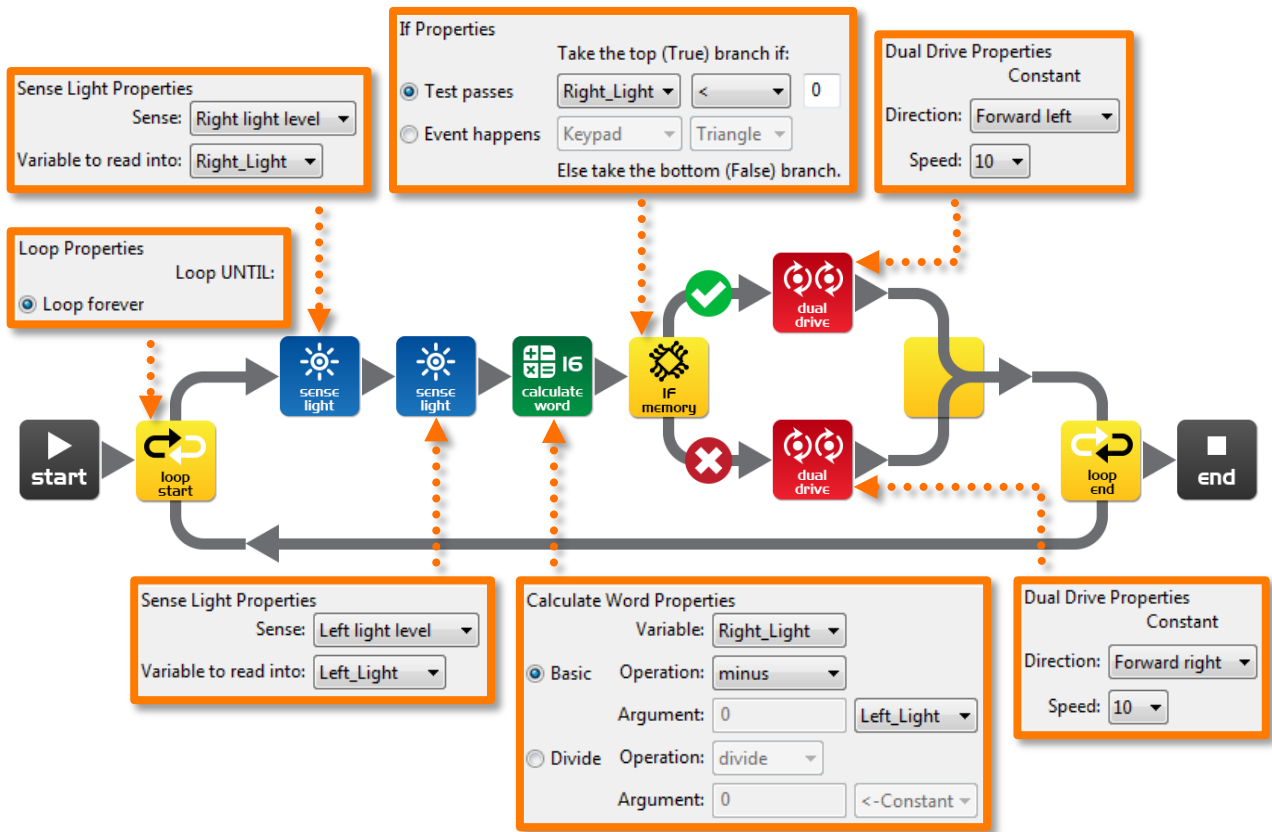 If Properties
Take the top (True) branch if:
Test passes Right_Light < 0
Event happens Keypad Triangle
Else take the bottom (False) branch.
Dual Drive Properties
Constant
Direction: Forward left
Speed: 10
Sense Light Properties
Sense: Right light level
Variable to read into: Right_Light
Loop Properties
Loop UNTIL:
Loop forever
start
loop
start
sense
light
sense
light
16
calculate
word
IF
memory
dual
drive
dual
drive
loop
end
end
Sense Light Properties
Sense: Left light level
Variable to read into: Left_Light
Calculate Word Properties
Variable: Right_Light
Basic Operation: minus
Argument: 0 Left_Light
Divide Operation: divide
Argument: 0 <-Constant
Dual Drive Properties
Constant
Direction: Forward right
Speed: 10